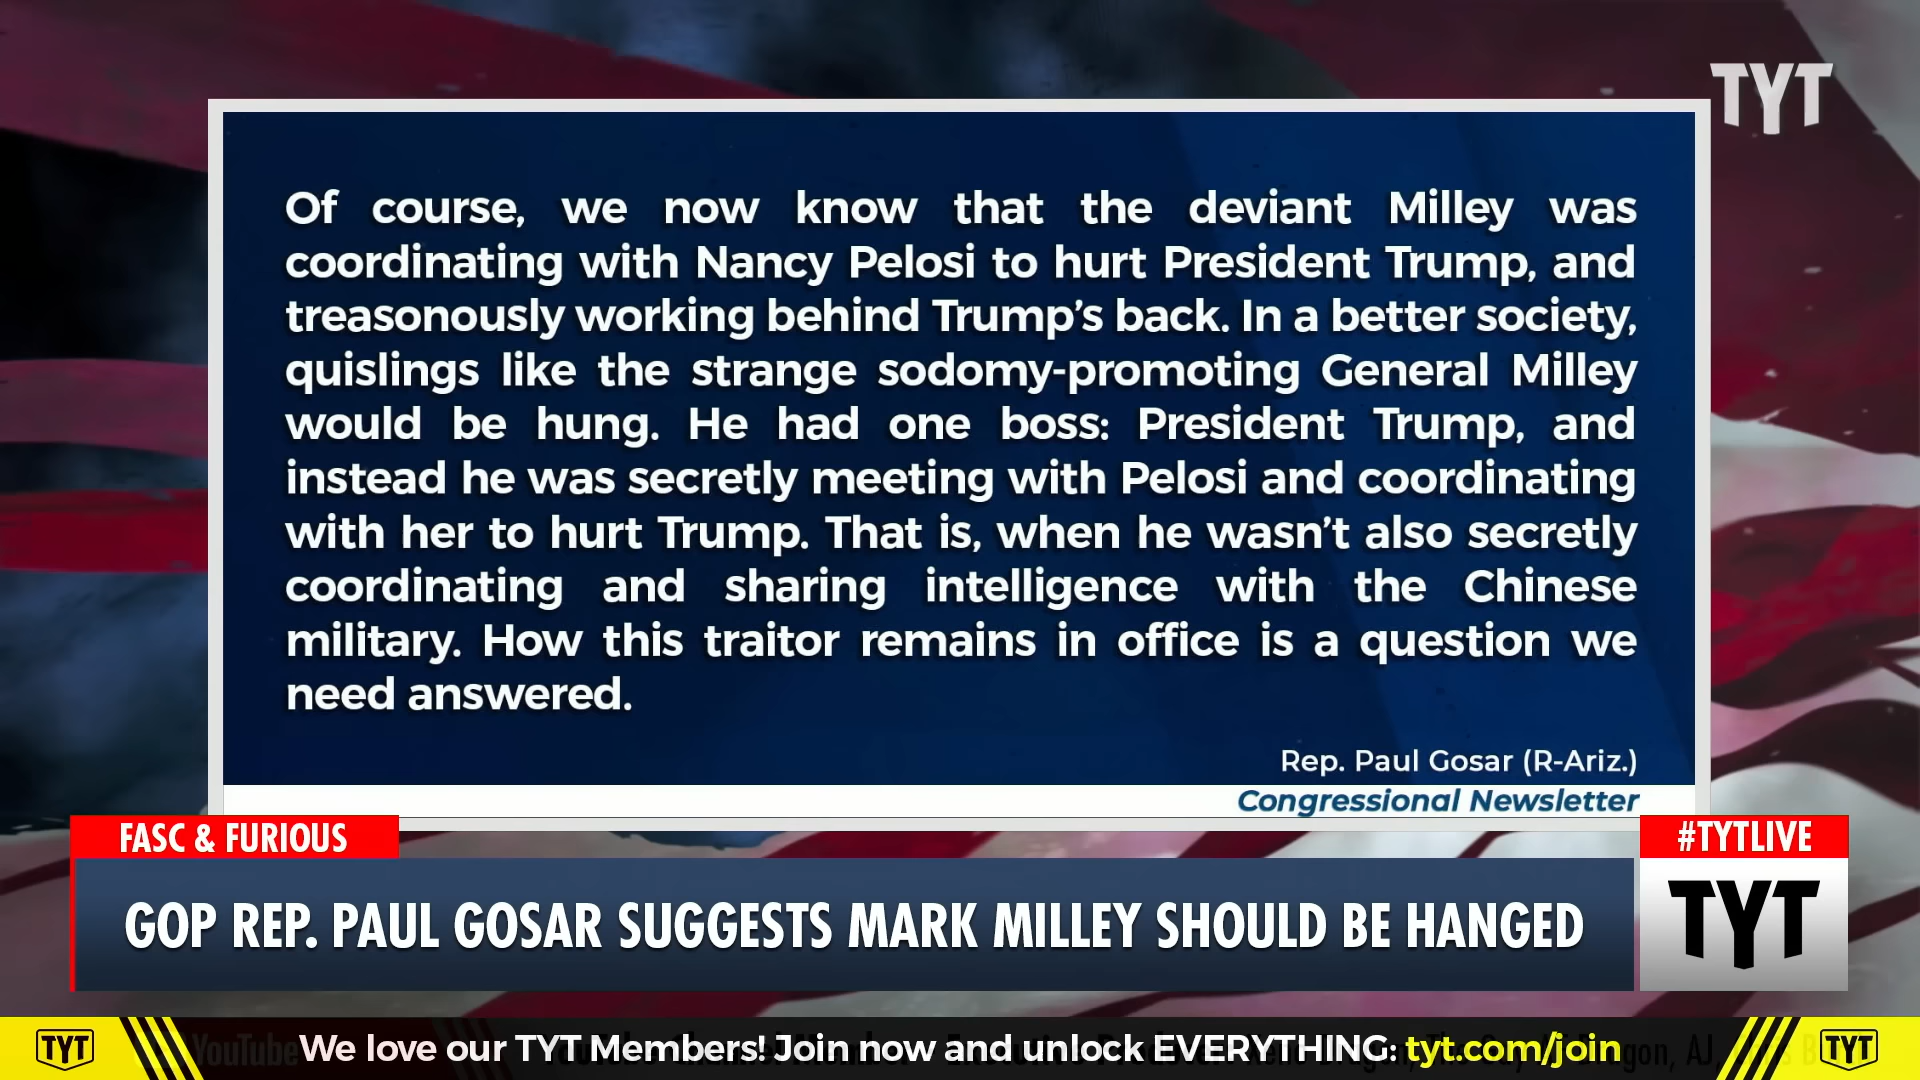 TYT
Of course, we now know that the deviant Milley was
coordinating with Nancy Pelosi to hurt President Trump, and
treasonously working behind Trump’s back. In a better society,
quislings like the strange sodomy-promoting General Milley
would be hung. He had one boss: President Trump, and
instead he was secretly meeting with Pelosi and coordinating
with her to hurt Trump. That is, when he wasn’t also secretly
coordinating and sharing intelligence with the Chinese
military. How this traitor remains in office is a question we
need answered.
Rep. Paul Gosar (R-Ariz.)
Congressional Newsletter
FASC & FURIOUS
#TYTLIVE
GOP REP. PAUL GOSAR SUGGESTS MARK MILLEY SHOULD BE HANGED
TYT
TYT
YouTube
We love our TYT Members! Join now and unlock EVERYTHING: tyt.com/join
TYT